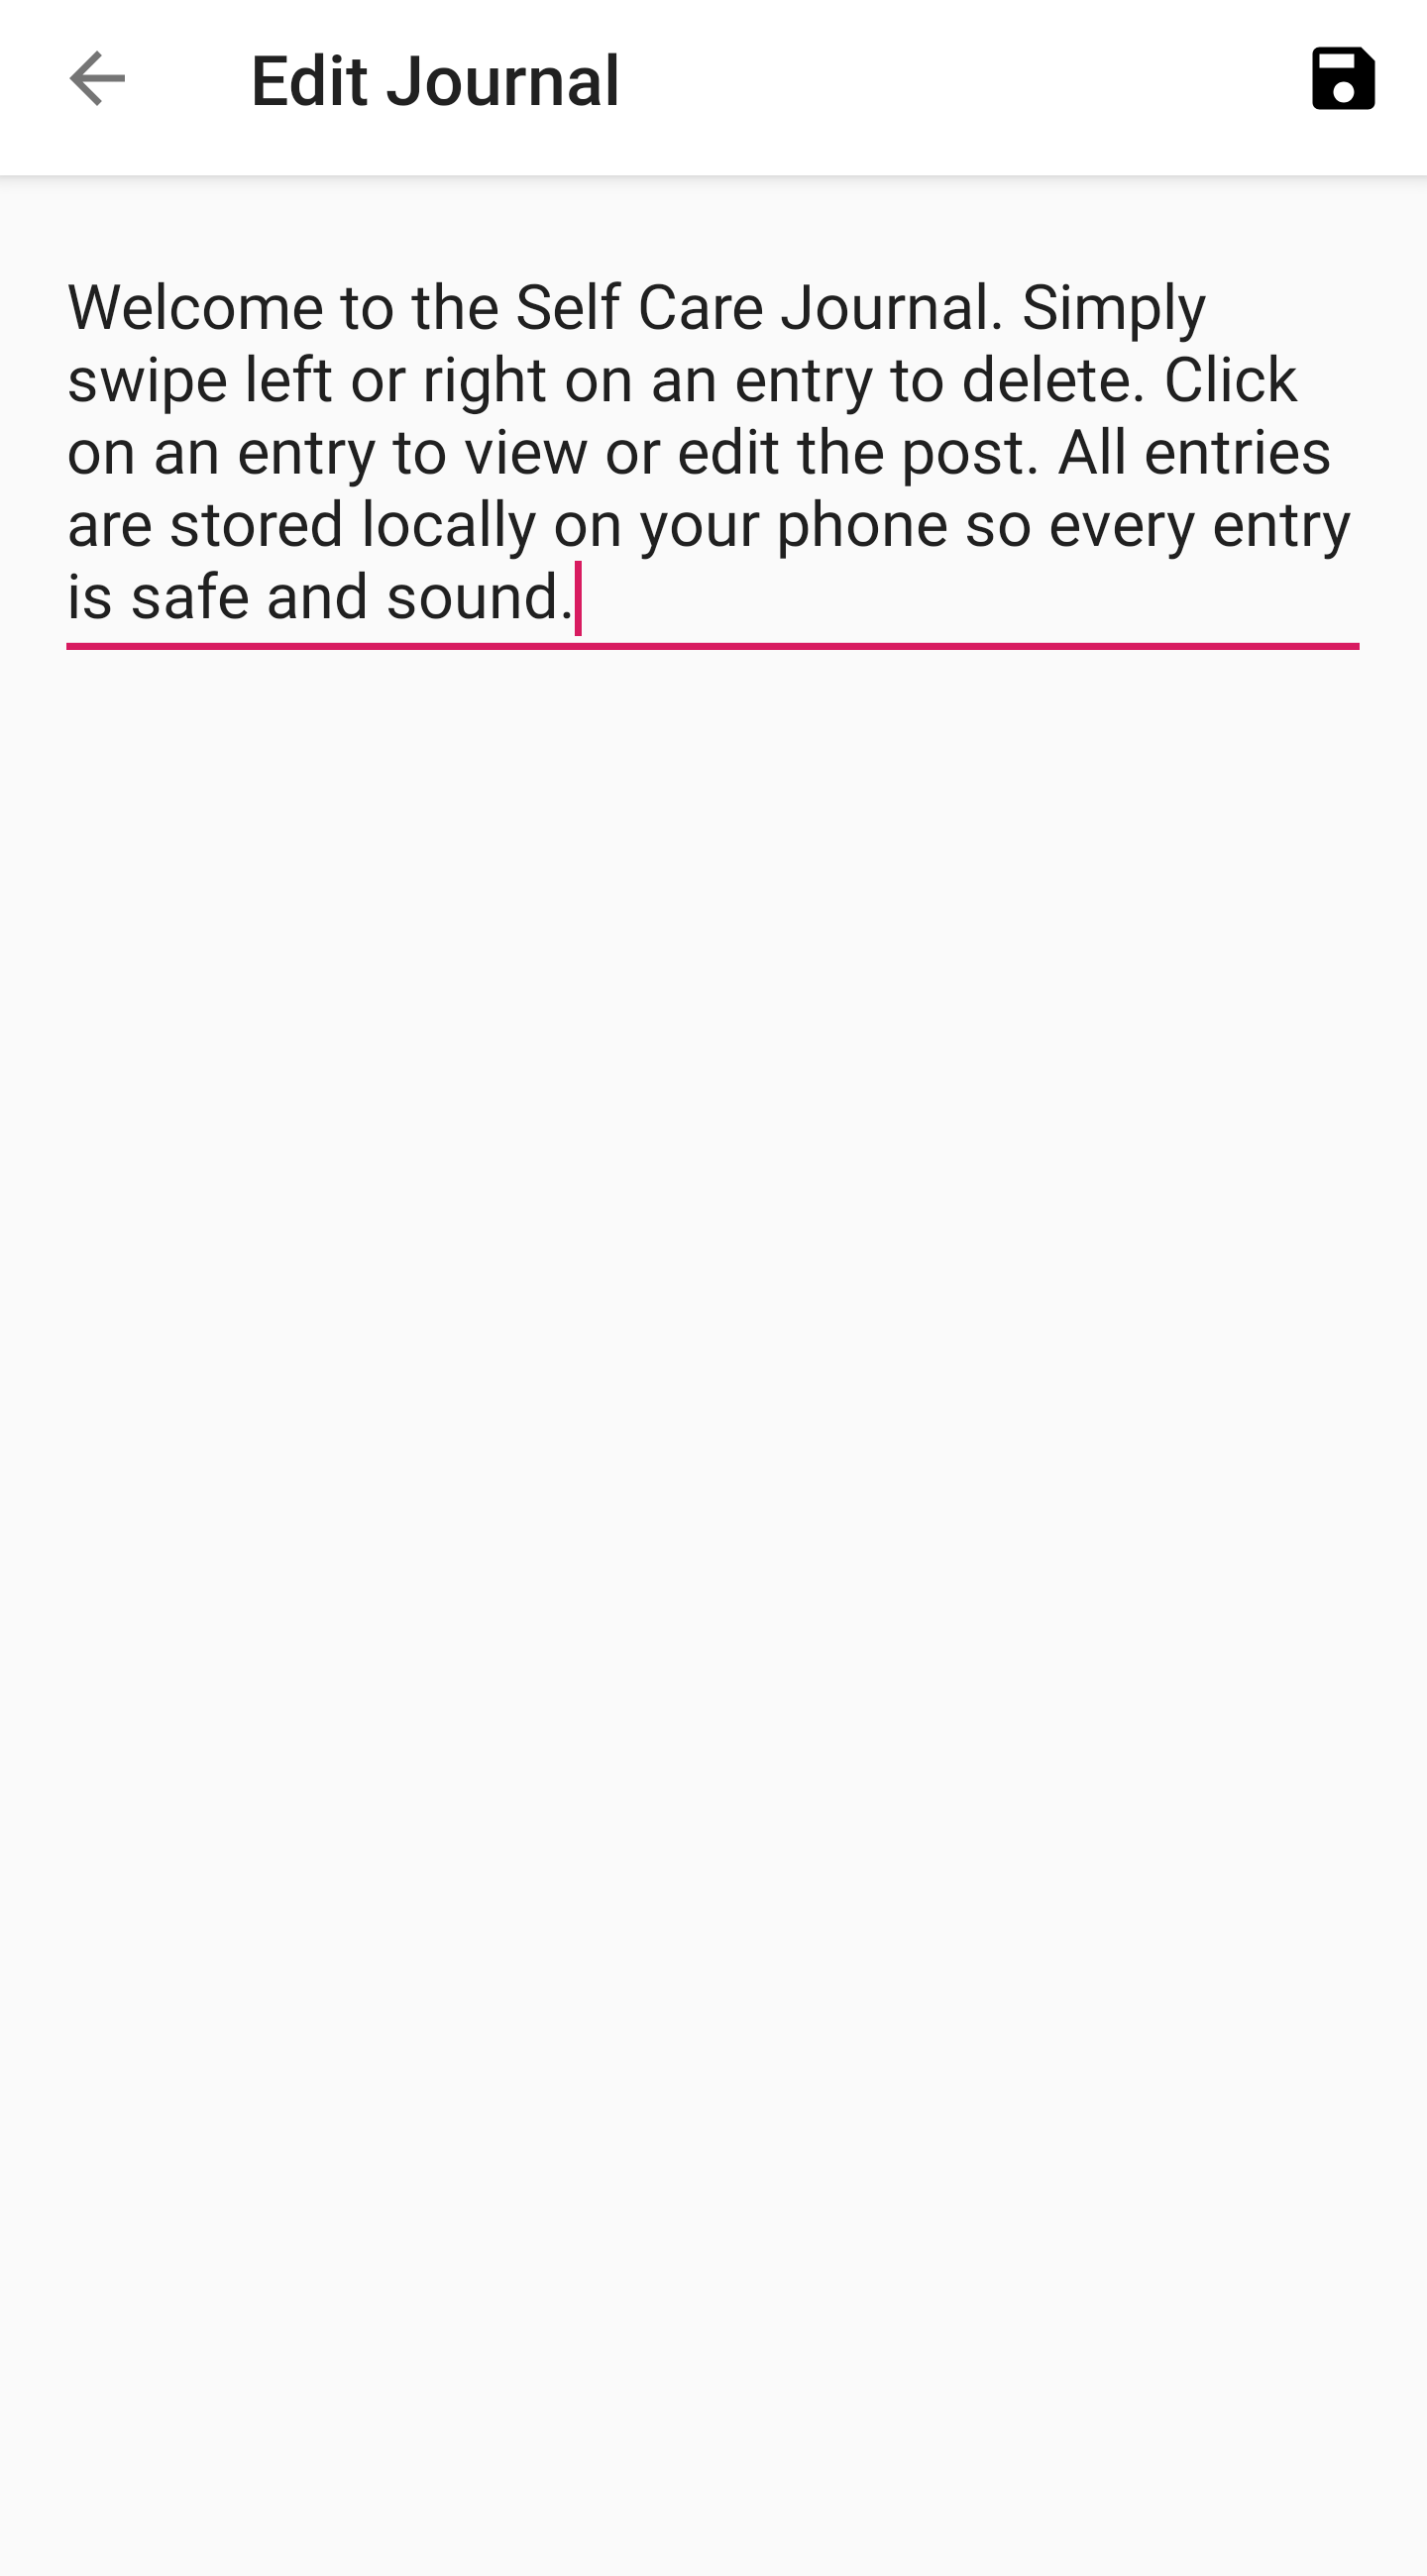 Edit Journal
Welcome to the Self Care Journal. Simply
swipe left or right on an entry to delete. Click
on an entry to view or edit the post. All entries
are stored locally on your phone so every entry
is safe and sound.